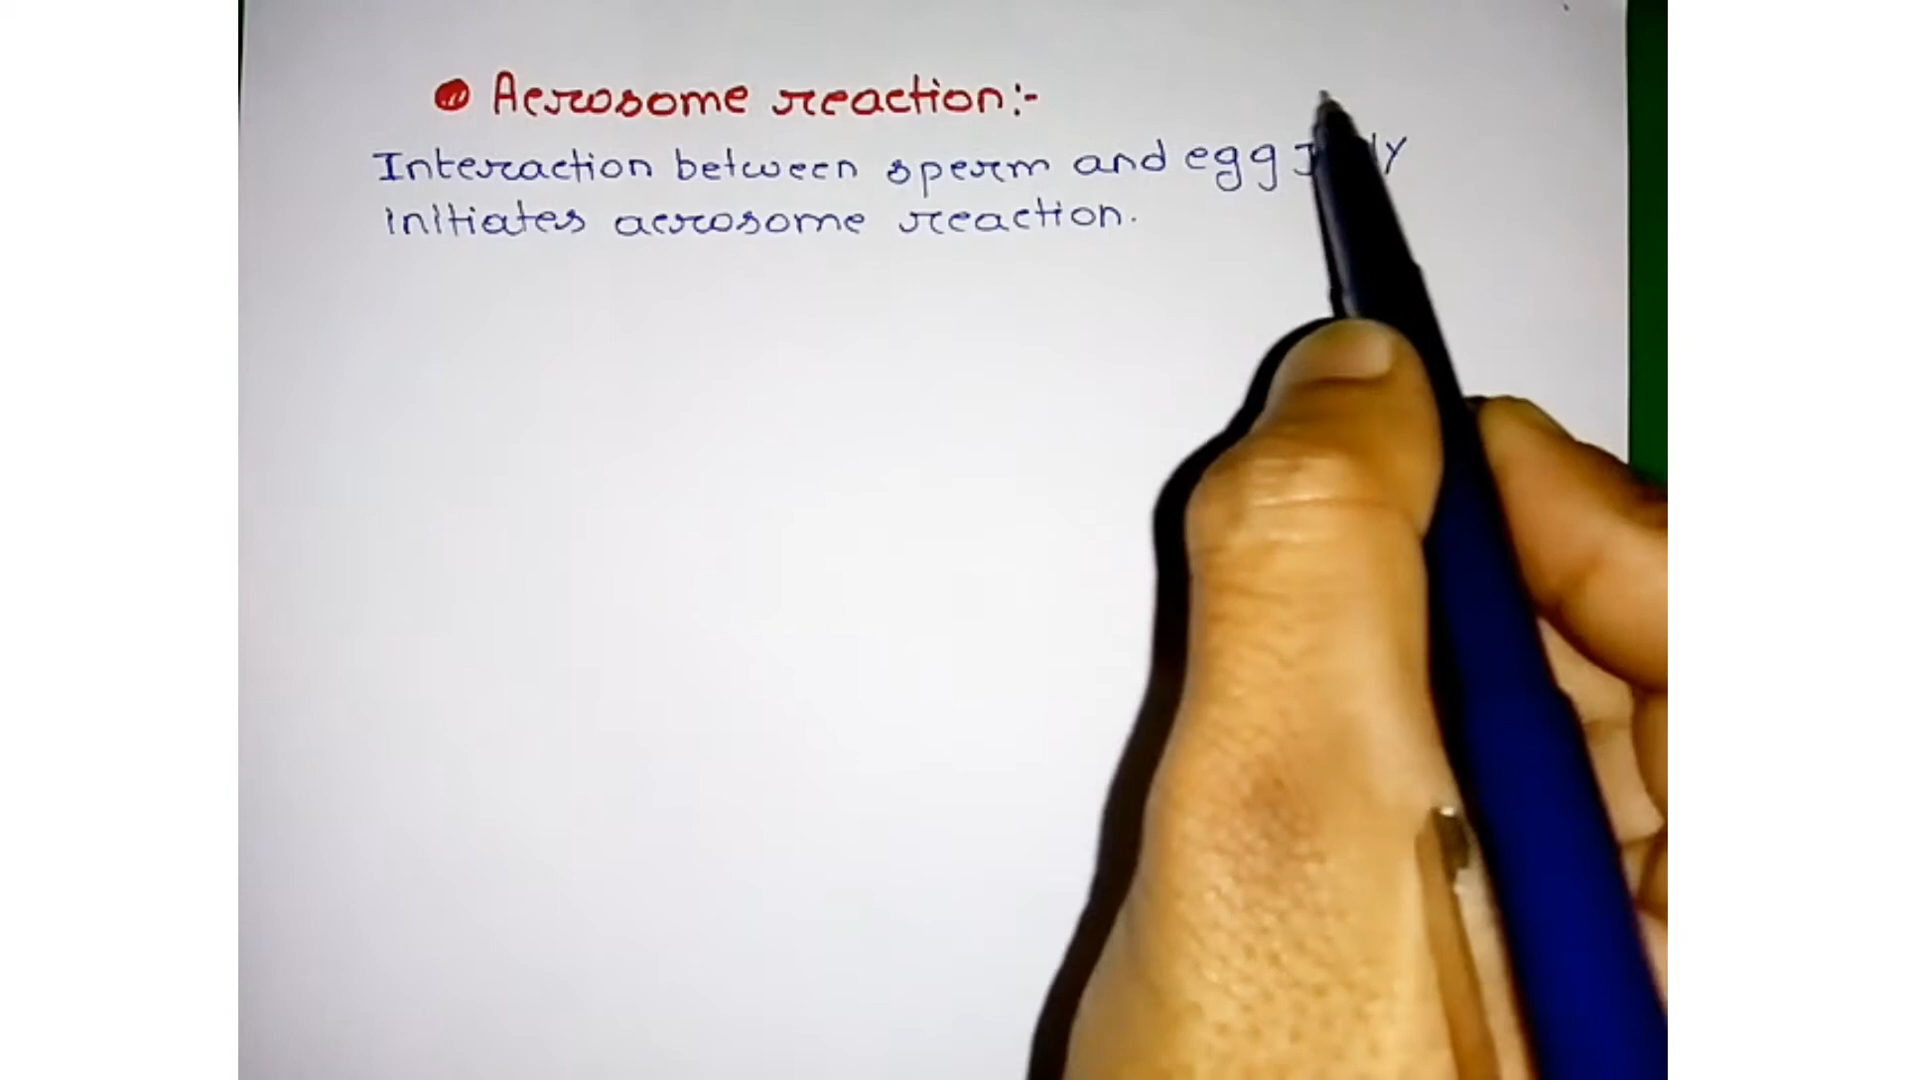 Acrosome reaction:-
Interaction between sperm and egg
initiates acrosome reaction.